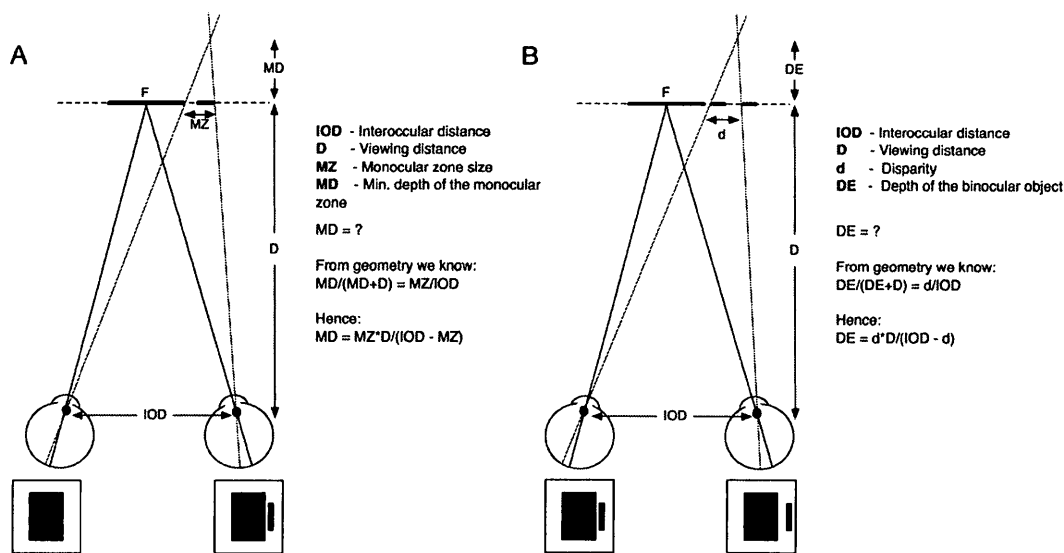 A
F
MD
MZ
D
IOD
IOD - Interoccular distance
D - Viewing distance
MZ - Monocular zone size
MD - Min. depth of the monocular
zone
MD = ?
From geometry we know:
MD/(MD+D) = MZ/IOD
Hence:
MD = MZ*D/(IOD - MZ)
B
F
DE
d
D
IOD
IOD - Interoccular distance
D - Viewing distance
d - Disparity
DE - Depth of the binocular object
DE = ?
From geometry we know:
DE/(DE+D) = d/IOD
Hence:
DE = d*D/(IOD - d)